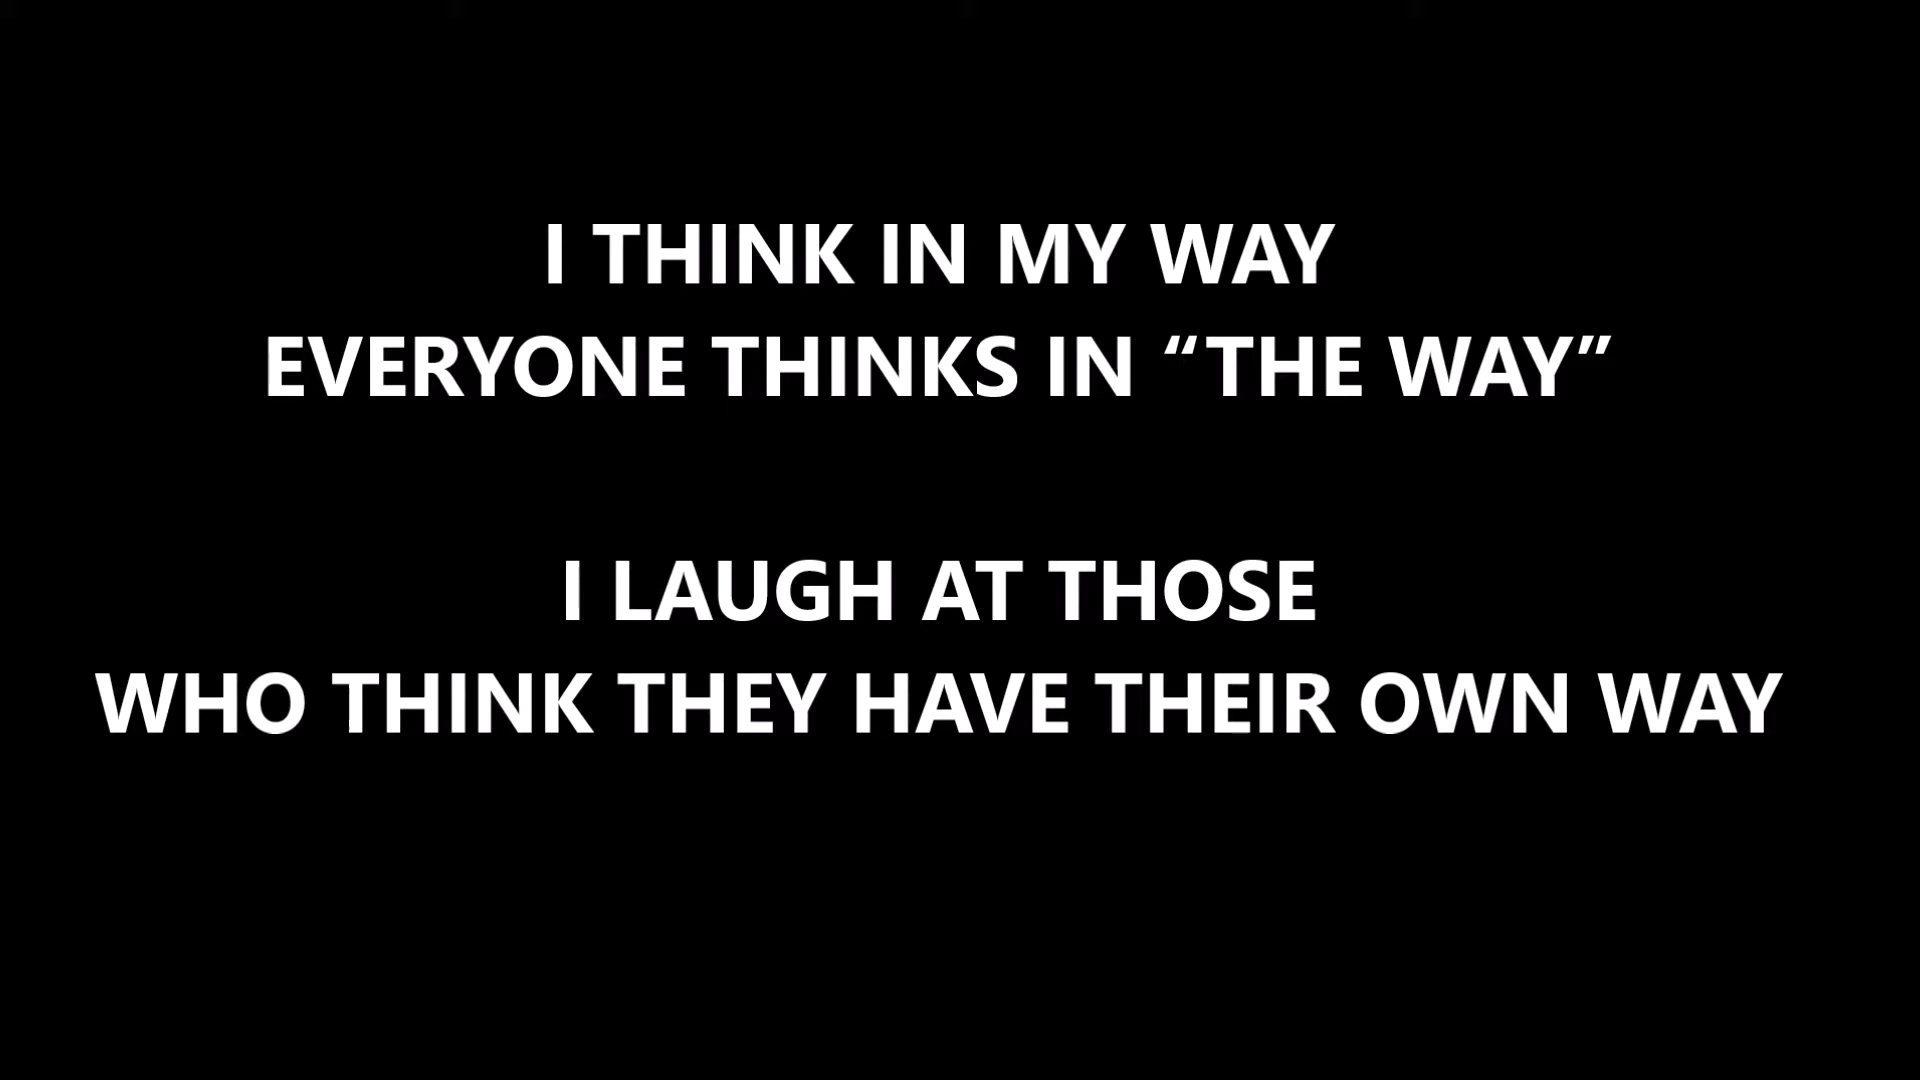 I THINK IN MY WAY
EVERYONE THINKS IN “THE WAY”
I LAUGH AT THOSE
WHO THINK THEY HAVE THEIR OWN WAY